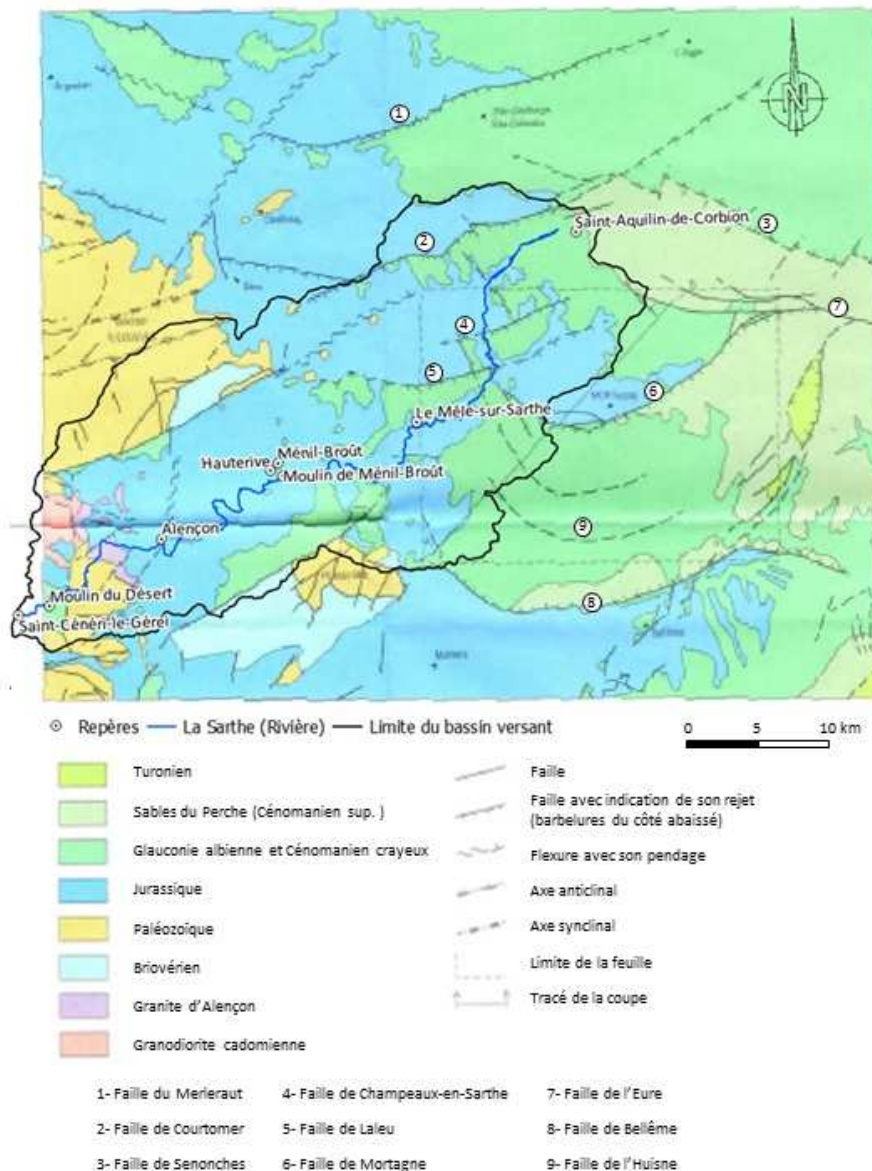 L'Aigle
Argentan
1
N
3
Saint-Aquilin-de-Corbion
2
Sées
7
4
5
6
MORTAGNE
Le Mêle-sur-Sarthe
Ménil-Broût
Hauterive
Moulin de Ménil-Broût
Alençon
9
Moulin du Désert
8
Saint-Cénéri-le-Gérei
Mamers
Repères La Sarthe (Rivière) Limite du bassin versant
0 5 10 km
Turonien
Faille
Sables du Perche (Cénomanien sup. )
Faille avec indication de son rejet
(barbelures du côté abaissé)
Glauconie albienne et Cénomanien crayeux
Flexure avec son pendage
Jurassique
Axe anticlinal
Paléozoïque
Axe synclinal
Briovérien
Limite de la feuille
Granite d'Alençon
Tracé de la coupe
Granodiorite cadomienne
1- Faille du Merleraut
4- Faille de Champeaux-en-Sarthe
7- Faille de l'Eure
2- Faille de Courtomer
5- Faille de Laleu
8- Faille de Bellême
3- Faille de Senonches
6- Faille de Mortagne
9- Faille de l'Huisne